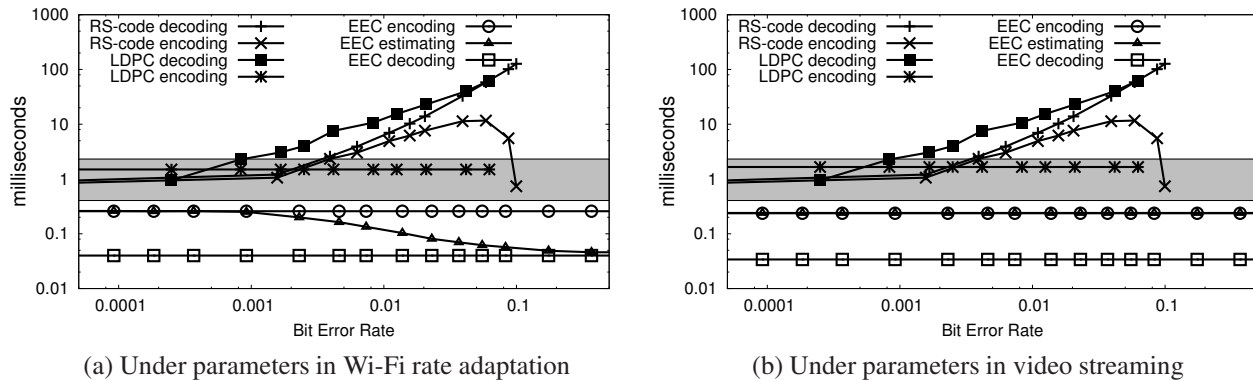 1000
100
10
1
0.1
0.01
milliseconds
RS-code decoding
RS-code encoding
LDPC decoding
LDPC encoding
EEC encoding
EEC estimating
EEC decoding
0.0001 0.001 0.01 0.1
Bit Error Rate
(a) Under parameters in Wi-Fi rate adaptation
1000
100
10
1
0.1
0.01
milliseconds
RS-code decoding
RS-code encoding
LDPC decoding
LDPC encoding
EEC encoding
EEC estimating
EEC decoding
0.0001 0.001 0.01 0.1
Bit Error Rate
(b) Under parameters in video streaming